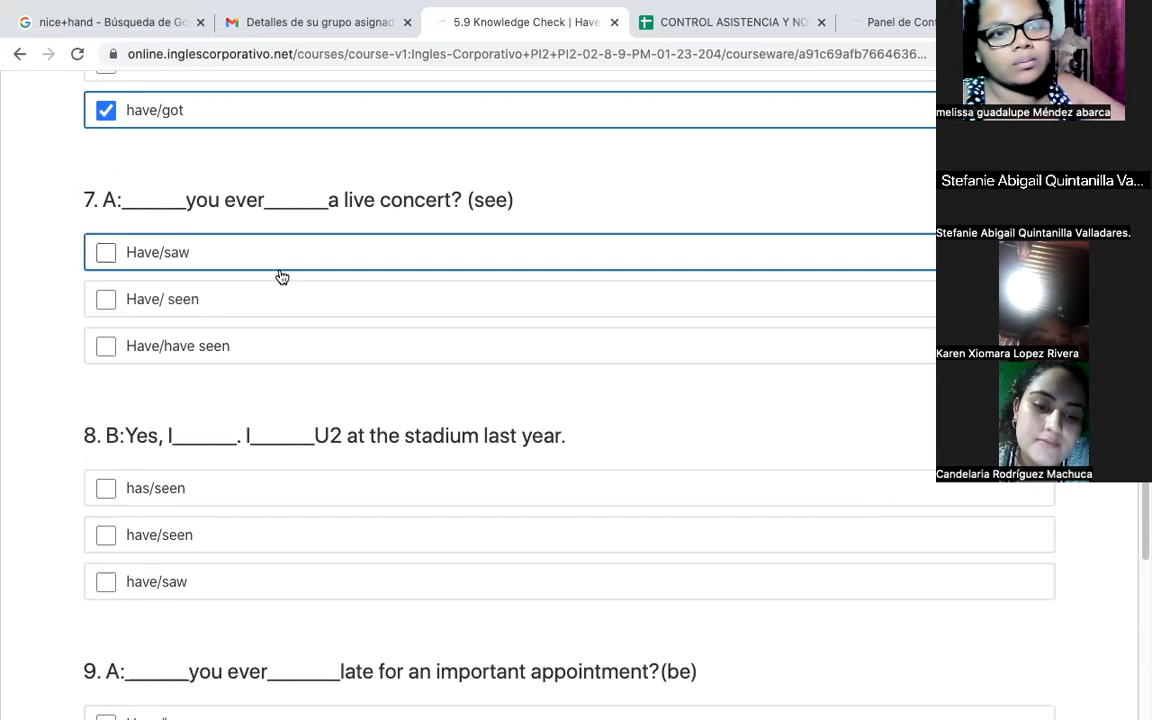 nice+hand - Búsqueda de Go
Detalles de su grupo asignad
5.9 Knowledge Check | Have
CONTROL ASISTENCIA Y NO
Panel de Cont
online.inglescorporativo.net/courses/course-v1:Ingles-Corporativo+PI2+PI2-02-8-9-PM-01-23-204/courseware/a91c69afb7664636...
have/got
7. A:______you ever______a live concert? (see)
Have/saw
Have/ seen
Have/have seen
8. B:Yes, I______. I______U2 at the stadium last year.
has/seen
have/seen
have/saw
9. A:______you ever_______late for an important appointment?(be)
melissa guadalupe Méndez abarca
Stefanie Abigail Quintanilla Va...
Stefanie Abigail Quintanilla Valladares.
Karen Xiomara Lopez Rivera
Candelaria Rodríguez Machuca